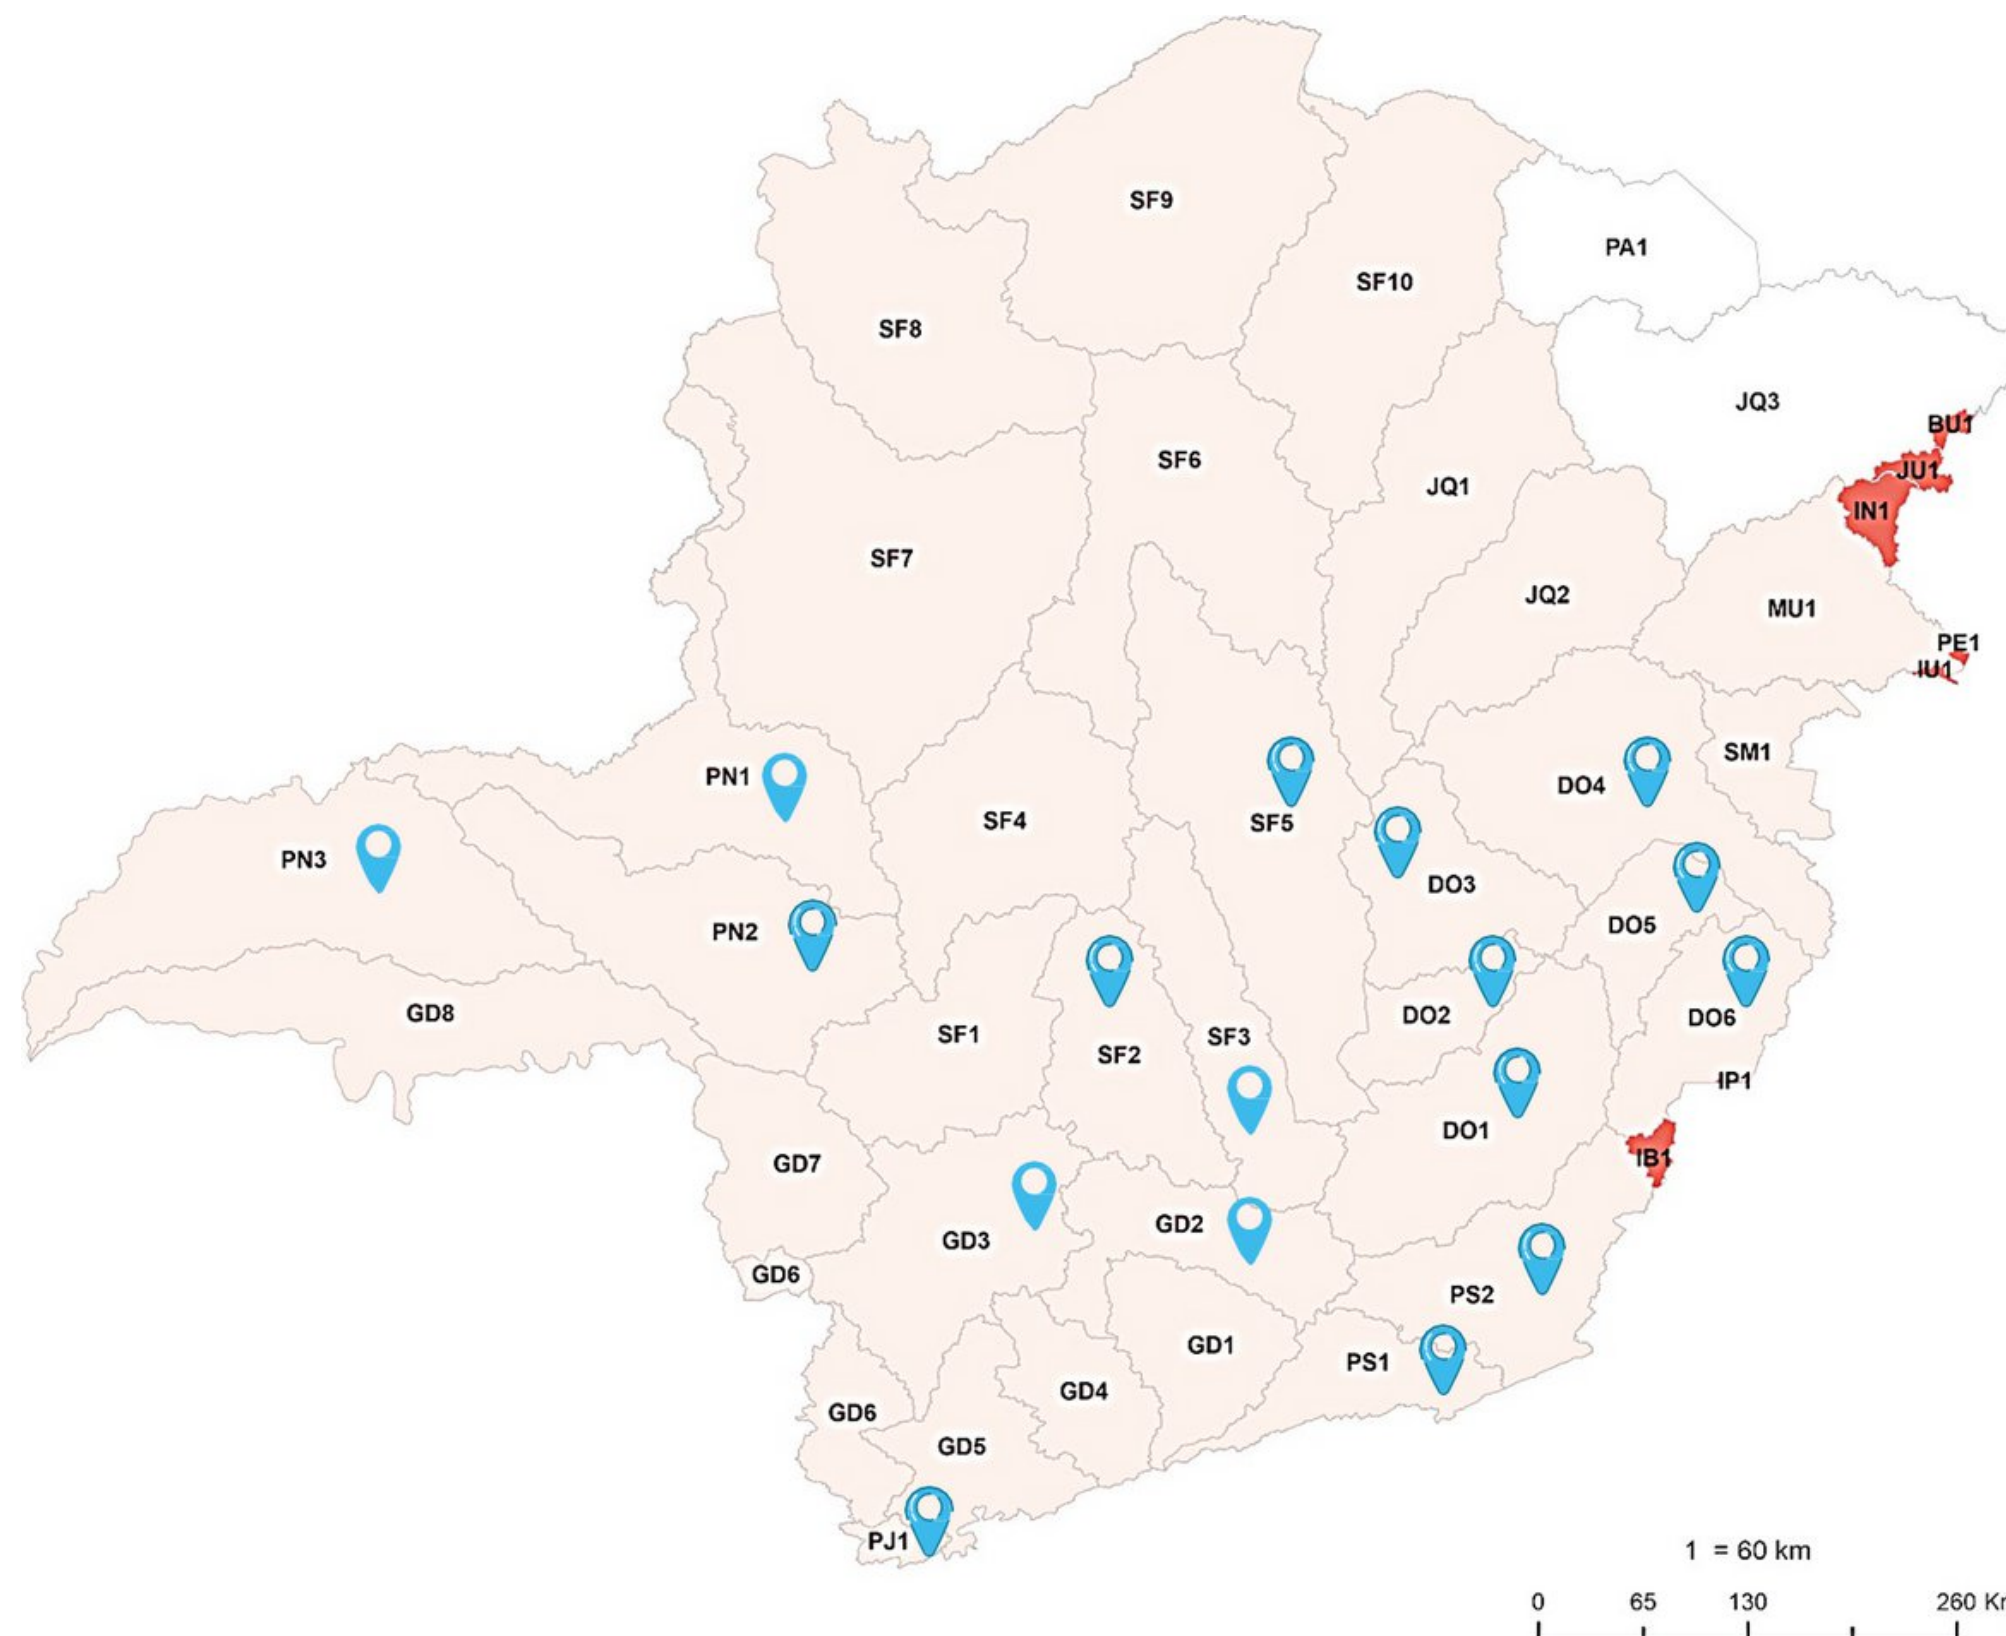 SF9
PA1
SF10
SF8
JQ3
BU1
SF6
JU1
JQ1
IN1
SF7
JQ2
MU1
PE1
IU1
SM1
PN1
DO4
SF4
SF5
PN3
DO3
DO5
PN2
GD8
DO2
DO6
SF1
SF3
SF2
IP1
DO1
IB1
GD7
GD2
GD3
GD6
PS2
GD1
PS1
GD4
GD6
GD5
PJ1
1 = 60 km
0 65 130 260 Kr